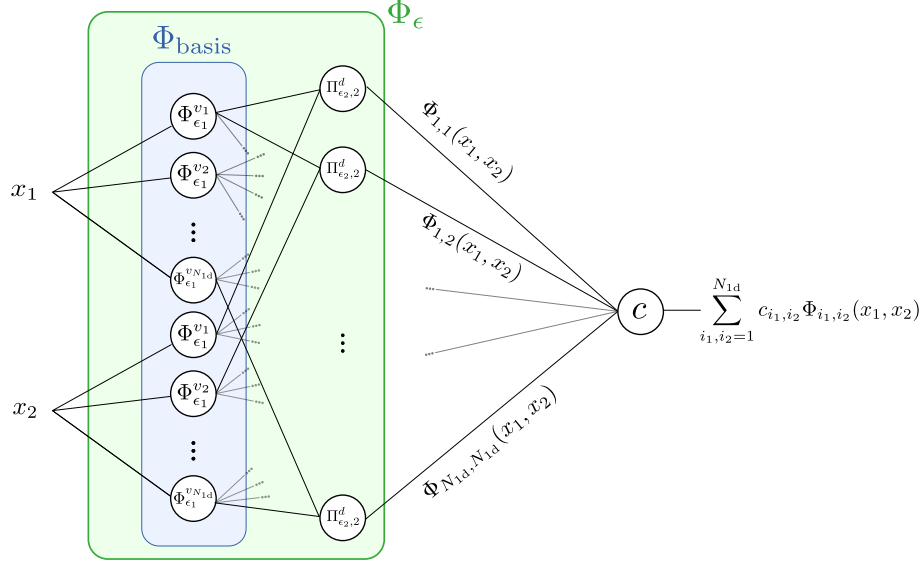 Φ_ϵ
Φ_basis
x_1
Φ_{ϵ_1}^{v_1}
Φ_{ϵ_1}^{v_2}
⋮
Φ_{ϵ_1}^{v_{N_{1d}}}
x_2
Φ_{ϵ_1}^{v_1}
Φ_{ϵ_1}^{v_2}
⋮
Φ_{ϵ_1}^{v_{N_{1d}}}
Π_{ϵ_2,2}^d
Π_{ϵ_2,2}^d
⋮
Π_{ϵ_2,2}^d
Φ_{1,1}(x_1, x_2)
Φ_{1,2}(x_1, x_2)
Φ_{N_{1d},N_{1d}}(x_1, x_2)
c
∑_{i_1,i_2=1}^{N_{1d}} c_{i_1,i_2}Φ_{i_1,i_2}(x_1, x_2)